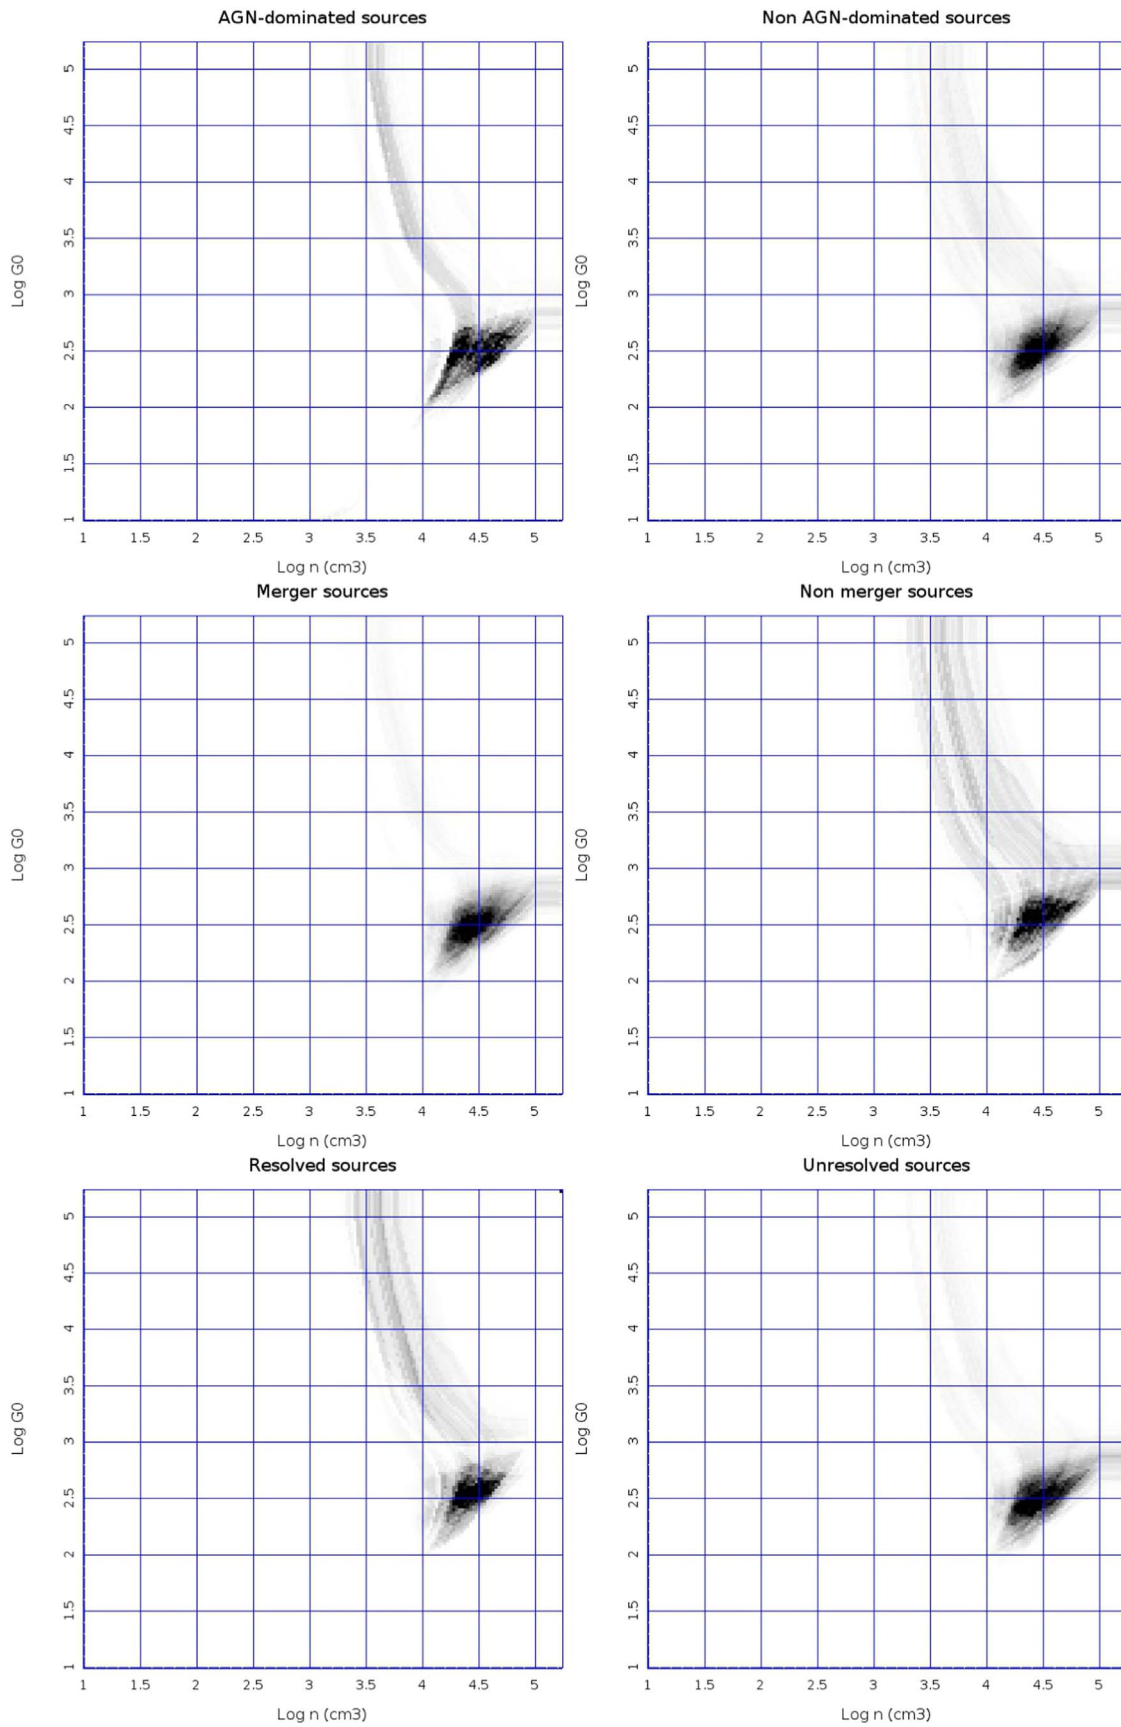 AGN-dominated sources
Non AGN-dominated sources
Log G0
5
4.5
4
3.5
3
2.5
2
1.5
1
Log G0
5
4.5
4
3.5
3
2.5
2
1.5
1
1 1.5 2 2.5 3 3.5 4 4.5 5
1 1.5 2 2.5 3 3.5 4 4.5 5
Log n (cm3)
Log n (cm3)
Merger sources
Non merger sources
Log G0
5
4.5
4
3.5
3
2.5
2
1.5
1
Log G0
5
4.5
4
3.5
3
2.5
2
1.5
1
1 1.5 2 2.5 3 3.5 4 4.5 5
1 1.5 2 2.5 3 3.5 4 4.5 5
Log n (cm3)
Log n (cm3)
Resolved sources
Unresolved sources
Log G0
5
4.5
4
3.5
3
2.5
2
1.5
1
Log G0
5
4.5
4
3.5
3
2.5
2
1.5
1
1 1.5 2 2.5 3 3.5 4 4.5 5
1 1.5 2 2.5 3 3.5 4 4.5 5
Log n (cm3)
Log n (cm3)